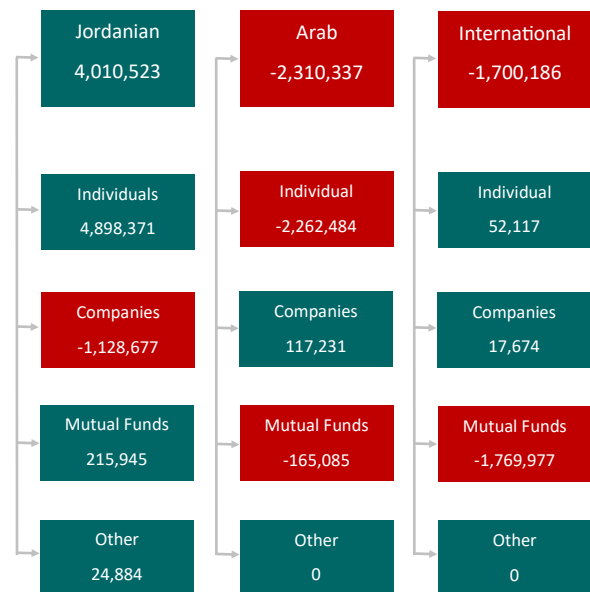 Jordanian
4,010,523
Individuals
4,898,371
Companies
-1,128,677
Mutual Funds
215,945
Other
24,884
Arab
-2,310,337
Individual
-2,262,484
Companies
117,231
Mutual Funds
-165,085
Other
0
International
-1,700,186
Individual
52,117
Companies
17,674
Mutual Funds
-1,769,977
Other
0